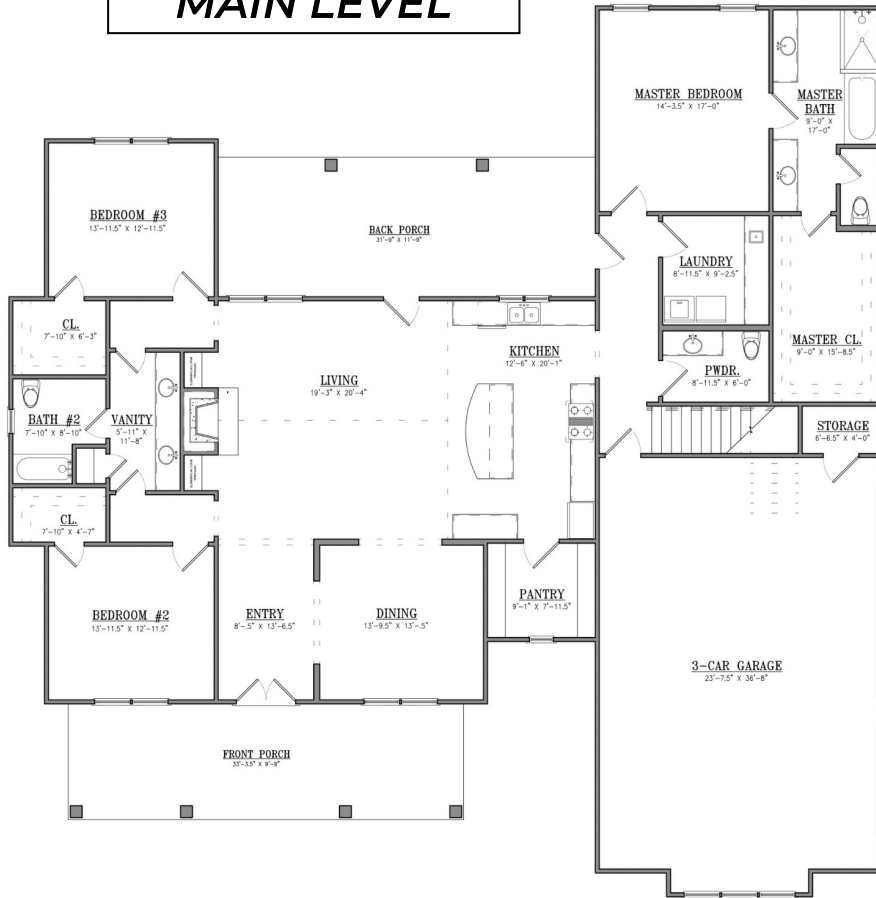 MAIN LEVEL
MASTER BEDROOM
14'-3.5" X 17'-0"
MASTER
BATH
9'-0" X
17'-0"
BEDROOM #3
13'-11.5" X 12'-11.5"
BACK PORCH
31'-9" X 11'-9"
LAUNDRY
8'-11.5" X 9'-2.5"
CL.
7'-10" X 6'-3"
KITCHEN
12'-6" X 20'-1"
MASTER CL.
9'-0" X 15'-8.5"
LIVING
19'-3" X 20'-4"
PWDR.
8'-11.5" X 6'-0"
BATH #2
7'-10" X 8'-10"
VANITY
5'-11" X
11'-8"
STORAGE
6'-6.5" X 4'-0"
CL.
7'-10" X 4'-7"
PANTRY
9'-1" X 7'-11.5"
BEDROOM #2
13'-11.5" X 12'-11.5"
ENTRY
8'-.5" X 13'-6.5"
DINING
13'-9.5" X 13'-.5"
3-CAR GARAGE
23'-7.5" X 36'-8"
FRONT PORCH
33'-3.5" X 9'-9"